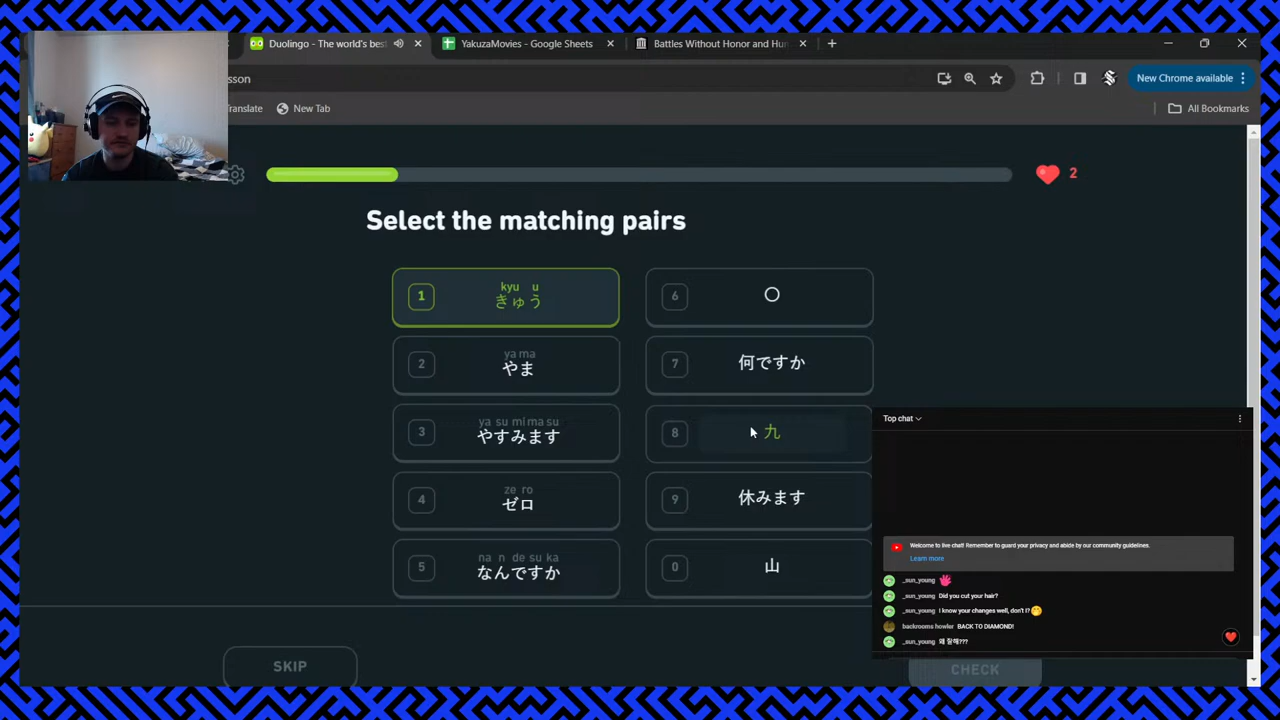 Duolingo - The world's best
YakuzaMovies - Google Sheets
Battles Without Honor and Hum
sson
New Chrome available
Translate
New Tab
All Bookmarks
2
Select the matching pairs
1
kyu u
きゅう
6
〇
2
ya ma
やま
7
何ですか
3
ya su mi ma su
やすみます
8
九
4
ze ro
ゼロ
9
休みます
5
na n de su ka
なんですか
0
山
SKIP
CHECK
Top chat
Welcome to live chat! Remember to guard your privacy and abide by our community guidelines.
Learn more
_sun_young
_sun_young Did you cut your hair?
_sun_young I know your changes well, don't I?🤭
backrooms howler BACK TO DIAMOND!
_sun_young 왜 잘해???